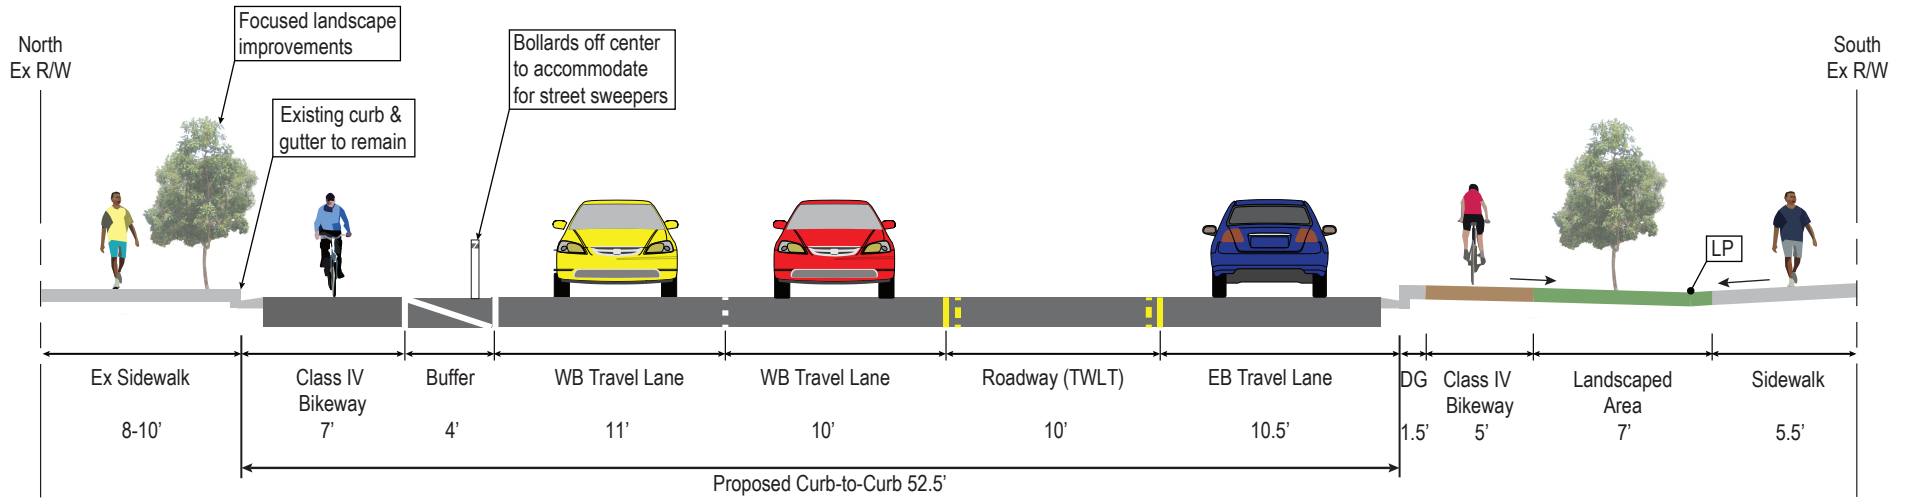 North
Ex R/W
Focused landscape
improvements
Existing curb &
gutter to remain
Bollards off center
to accommodate
for street sweepers
South
Ex R/W
LP
Ex Sidewalk
8-10’
Class IV
Bikeway
7’
Buffer
4’
WB Travel Lane
11’
WB Travel Lane
10’
Roadway (TWLT)
10’
EB Travel Lane
10.5’
DG
1.5’
Class IV
Bikeway
5’
Landscaped
Area
7’
Sidewalk
5.5’
Proposed Curb-to-Curb 52.5’